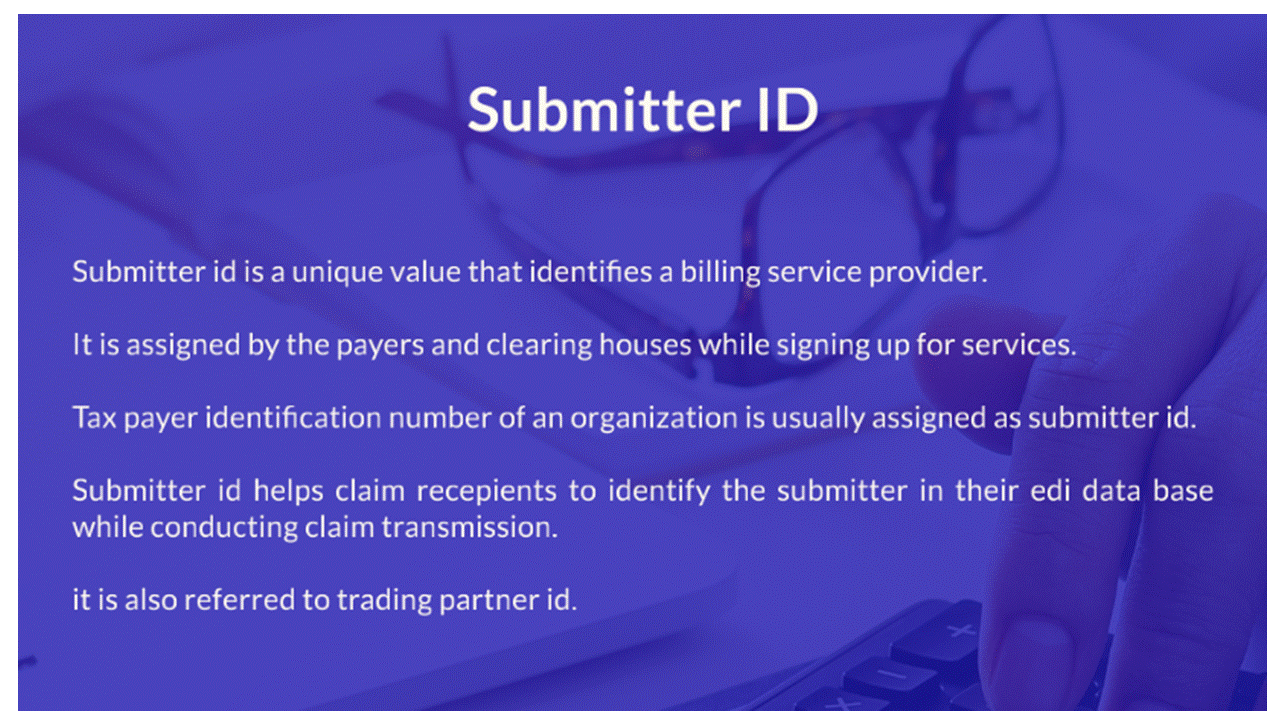 Submitter ID
Submitter id is a unique value that identifies a billing service provider.
It is assigned by the payers and clearing houses while signing up for services.
Tax payer identification number of an organization is usually assigned as submitter id.
Submitter id helps claim recepients to identify the submitter in their edi data base
while conducting claim transmission.
it is also referred to trading partner id.